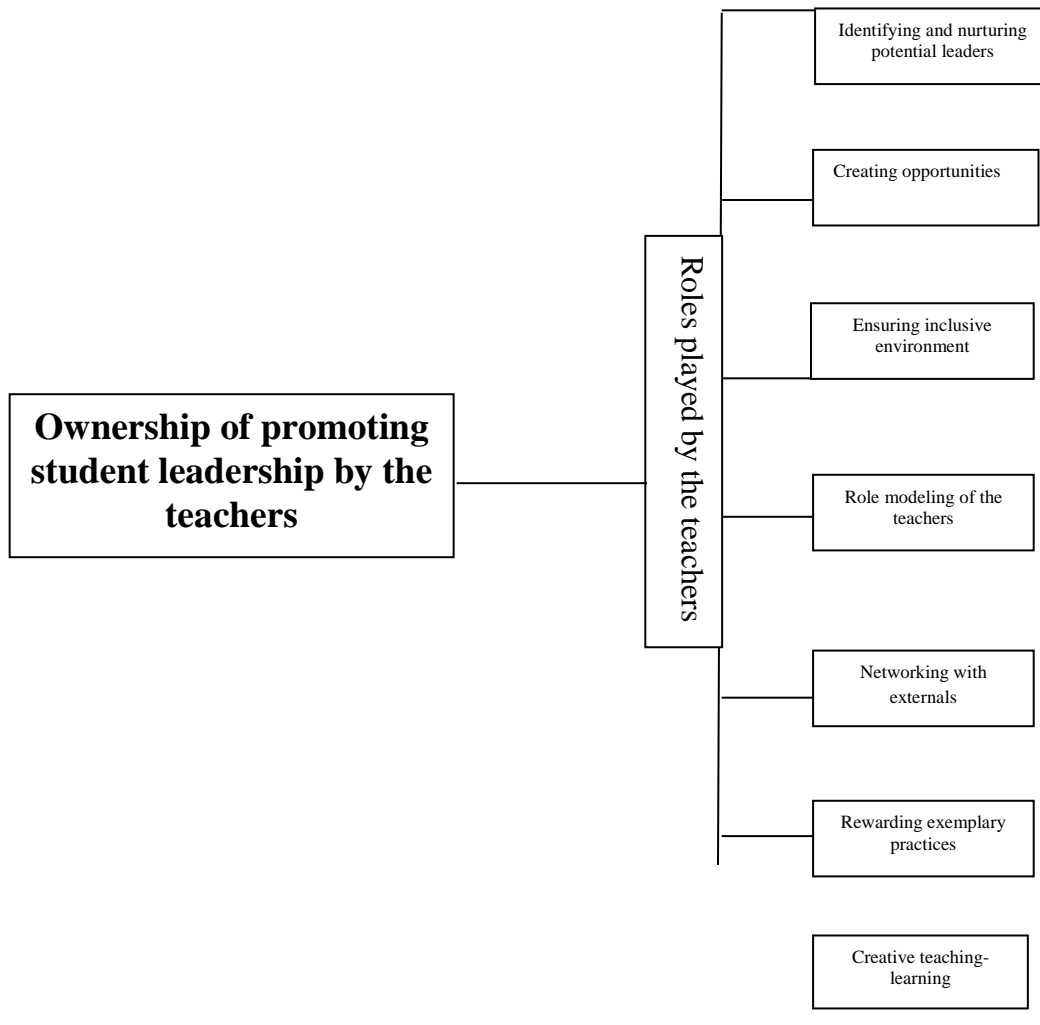 Identifying and nurturing
potential leaders
Creating opportunities
Ensuring inclusive
environment
Roles played by the teachers
Ownership of promoting
student leadership by the
teachers
Role modeling of the
teachers
Networking with
externals
Rewarding exemplary
practices
Creative teaching-
learning